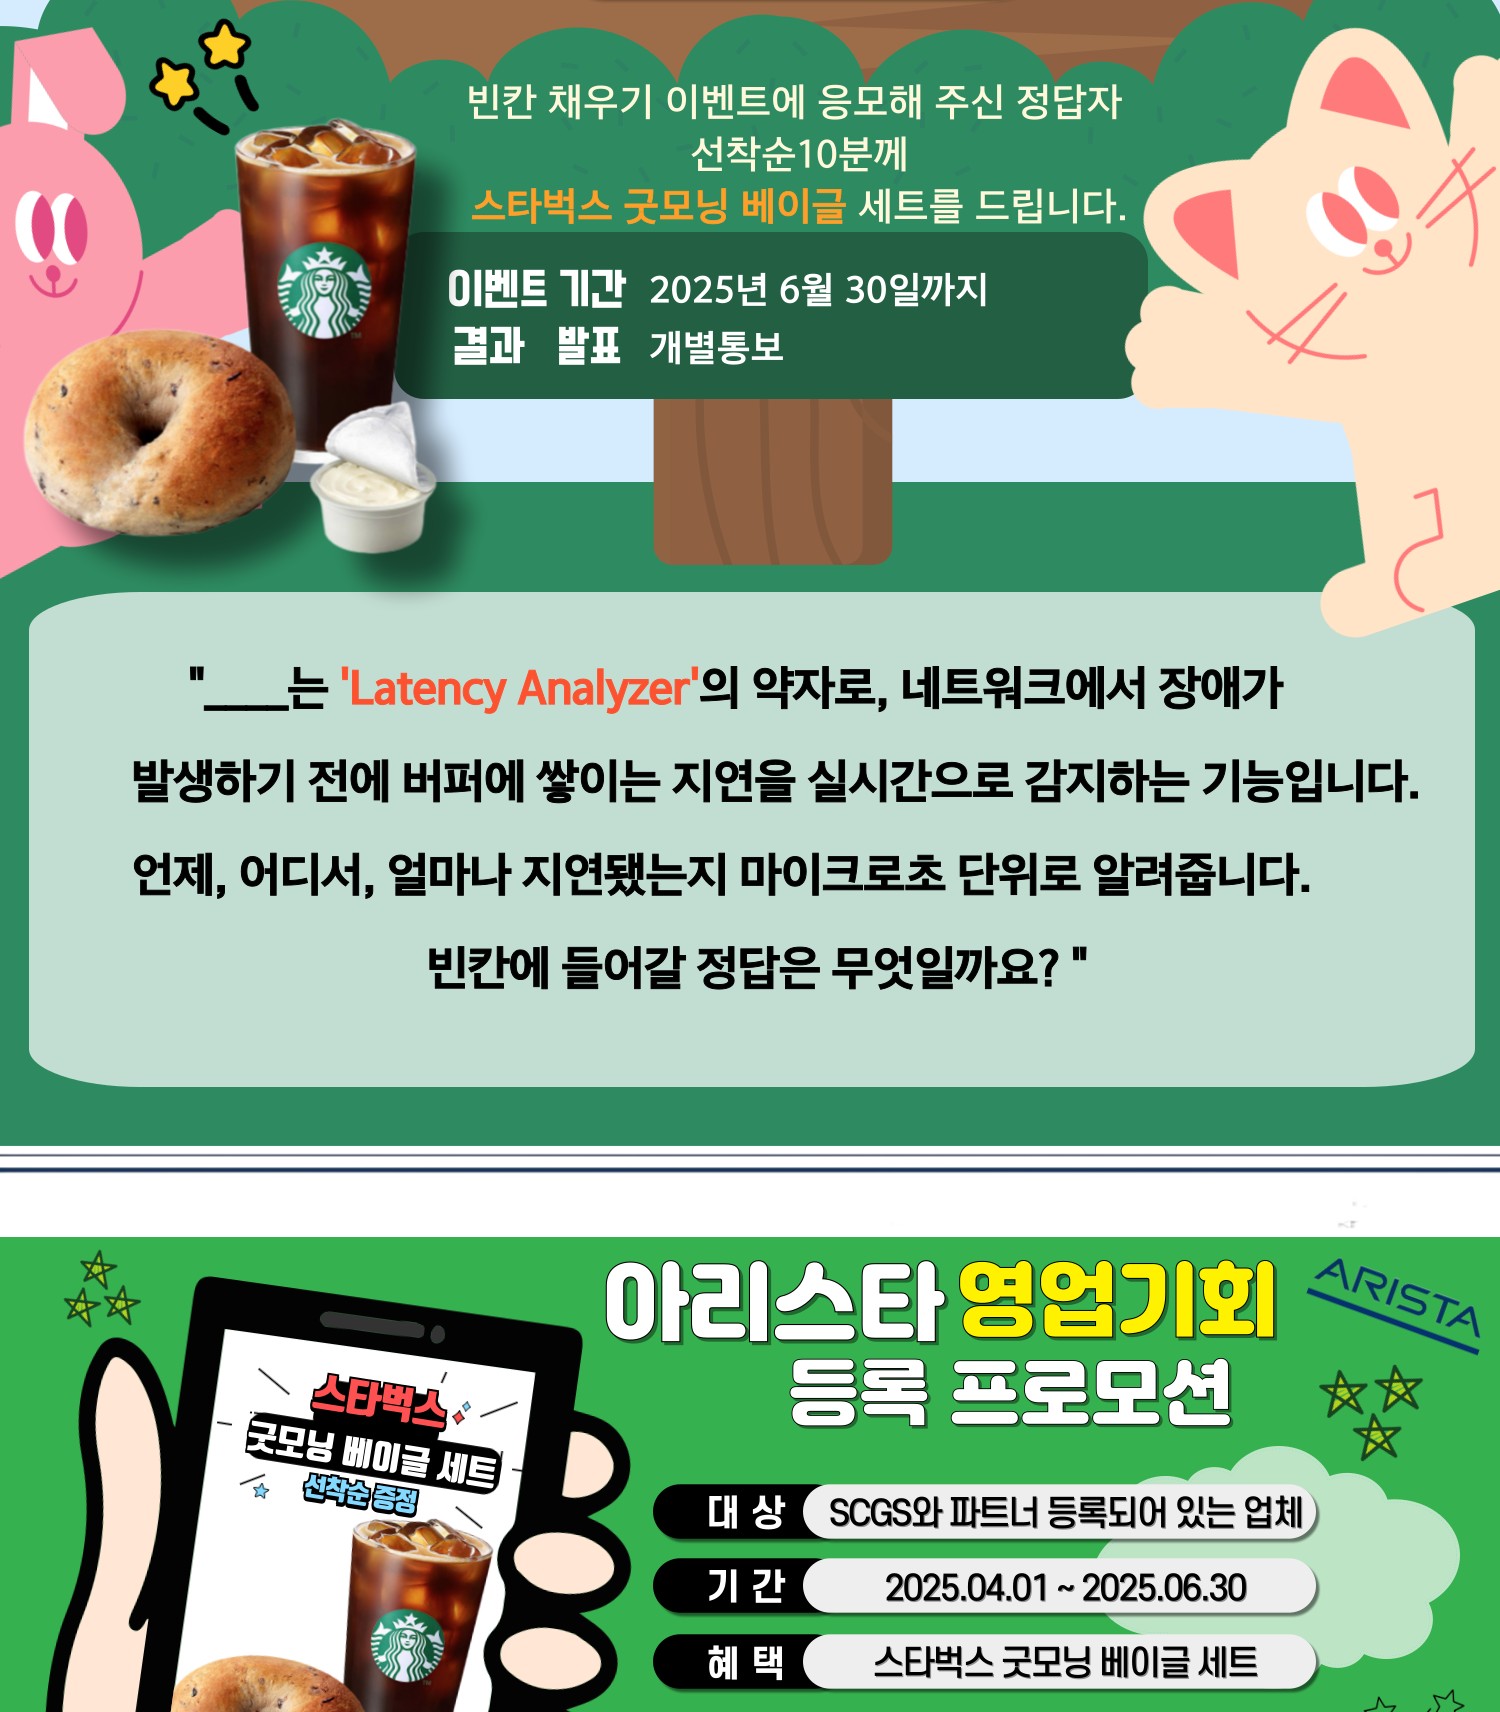 빈칸 채우기 이벤트에 응모해 주신 정답자
선착순10분께
스타벅스 굿모닝 베이글 세트를 드립니다.
이벤트 기간 2025년 6월 30일까지
결과 발표 개별통보
TM
"____는 'Latency Analyzer'의 약자로, 네트워크에서 장애가
발생하기 전에 버퍼에 쌓이는 지연을 실시간으로 감지하는 기능입니다.
언제, 어디서, 얼마나 지연됐는지 마이크로초 단위로 알려줍니다.
빈칸에 들어갈 정답은 무엇일까요? "
아리스타 영업기회
등록 프로모션
ARISTA
스타벅스
굿모닝 베이글 세트
선착순 증정
TM
대 상 SCGS와 파트너 등록되어 있는 업체
기 간 2025.04.01 ~ 2025.06.30
혜 택 스타벅스 굿모닝 베이글 세트